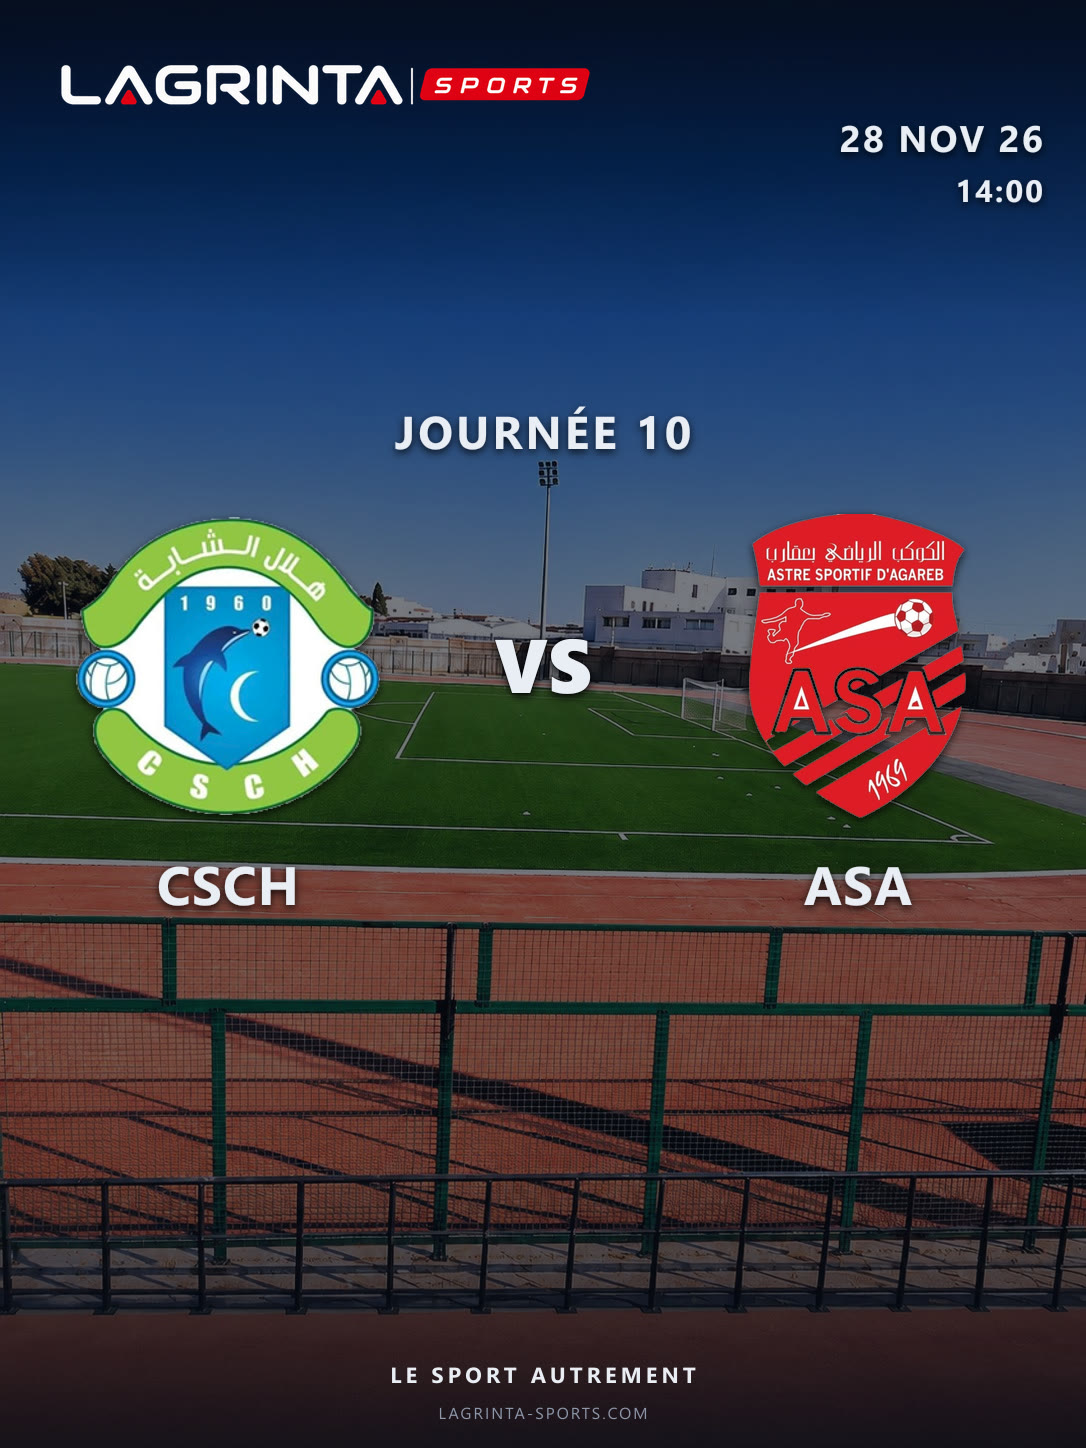 LAGRINTA SPORTS
28 NOV 26
14:00
JOURNÉE 10
هلال الشابة
1960
CSCH
الكوكب الرياضي بعقارب
ASTRE SPORTIF D'AGAREB
ASA
1969
VS
CSCH
ASA
LE SPORT AUTREMENT
LAGRINTA-SPORTS.COM